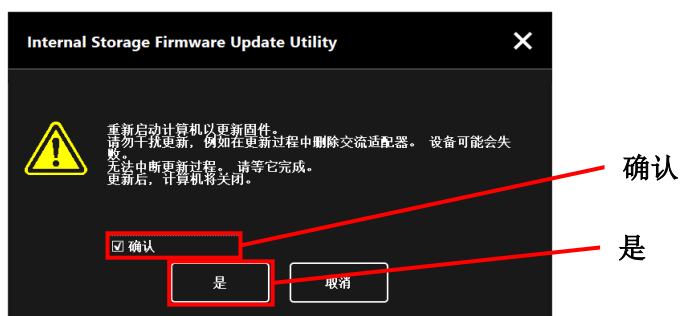 Internal Storage Firmware Update Utility
重新启动计算机以更新固件。
请勿干扰更新，例如在更新过程中删除交流适配器。 设备可能会失
败。
无法中断更新过程。 请等它完成。
更新后，计算机将关闭。
确认
确认
是
是
取消